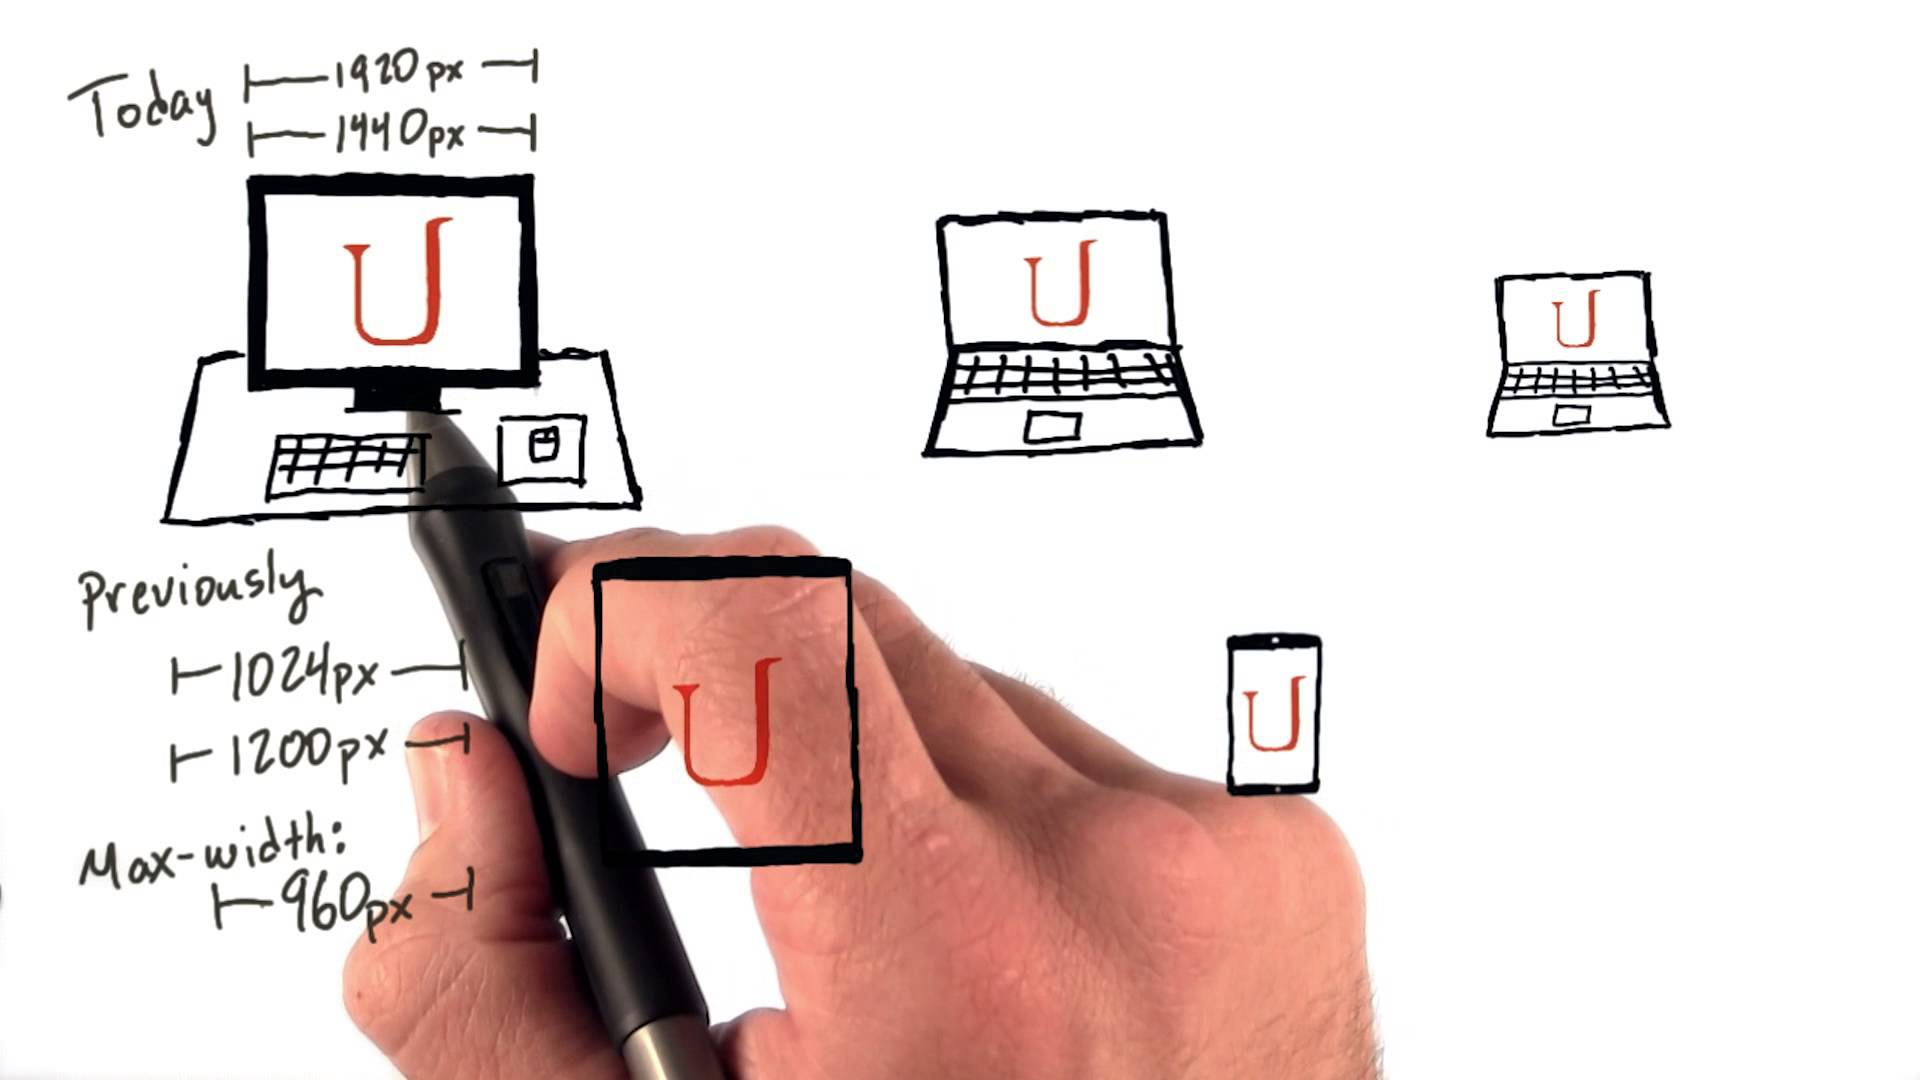 Today
1920px
1440px
U
U
U
Previously
1024px
1200px
U
U
Max-width:
960px